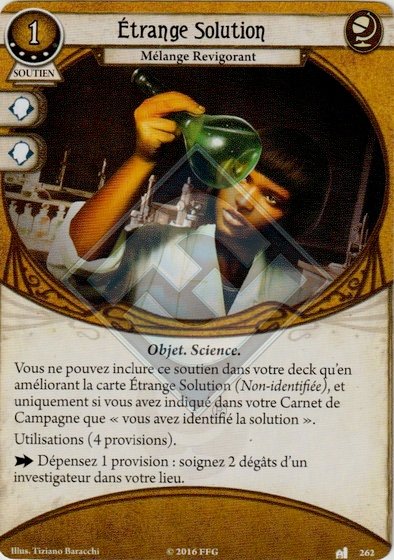 1
Étrange Solution
SOUTIEN
Mélange Revigorant
Objet. Science.
Vous ne pouvez inclure ce soutien dans votre deck qu'en
améliorant la carte Étrange Solution (Non-identifiée), et
uniquement si vous avez indiqué dans votre Carnet de
Campagne que « vous avez identifié la solution ».
Utilisations (4 provisions).
Dépensez 1 provision : soignez 2 dégâts d'un
investigateur dans votre lieu.
Illus. Tiziano Baracchi
© 2016 FFG
262